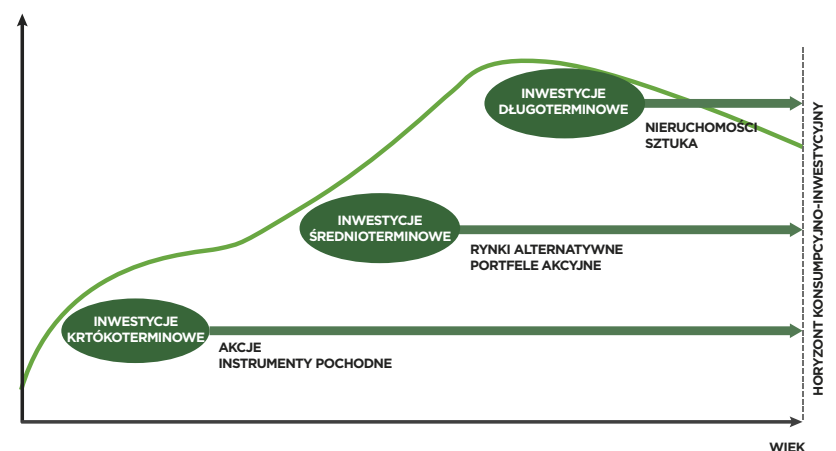 INWESTYCJE
DŁUGOTERMINOWE
NIERUCHOMOŚCI
SZTUKA
INWESTYCJE
ŚREDNIOTERMINOWE
RYNKI ALTERNATYWNE
PORTFELE AKCYJNE
INWESTYCJE
KRTÓKOTERMINOWE
AKCJE
INSTRUMENTY POCHODNE
HORYZONT KONSUMPCYJNO-INWESTYCYJNY
WIEK